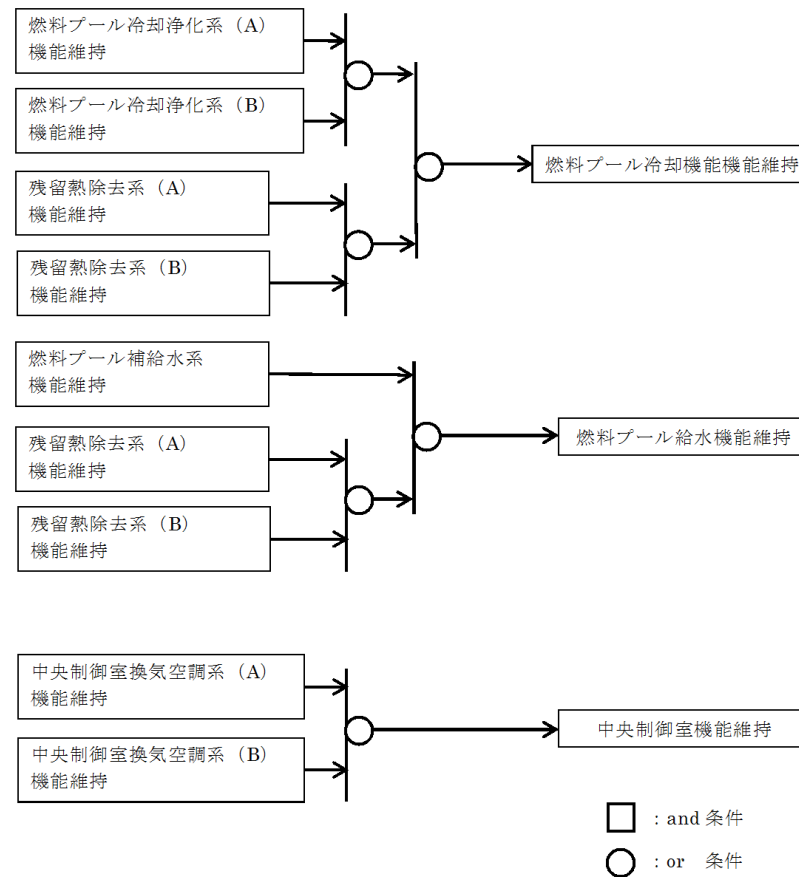 燃料プール冷却浄化系（A）
機能維持
燃料プール冷却浄化系（B）
機能維持
燃料プール冷却機能機能維持
残留熱除去系（A）
機能維持
残留熱除去系（B）
機能維持
燃料プール補給水系
機能維持
燃料プール給水機能維持
残留熱除去系（A）
機能維持
残留熱除去系（B）
機能維持
中央制御室換気空調系（A）
機能維持
中央制御室機能維持
中央制御室換気空調系（B）
機能維持
：and 条件
：or　条件